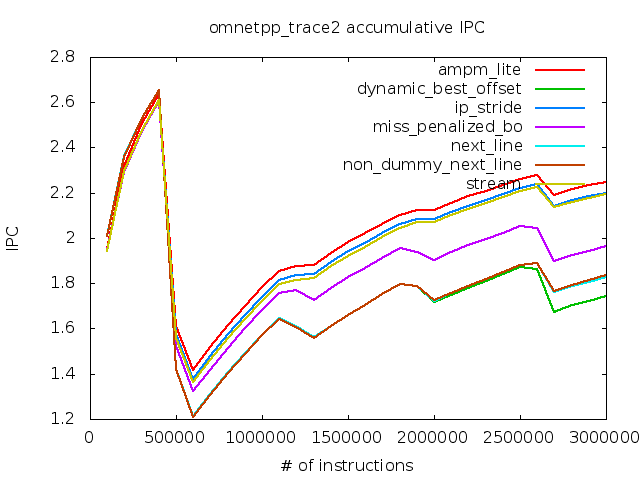 omnetpp_trace2 accumulative IPC
2.8
2.6
2.4
2.2
2
1.8
1.6
1.4
1.2
IPC
ampm_lite
dynamic_best_offset
ip_stride
miss_penalized_bo
next_line
non_dummy_next_line
stream
0 500000 1000000 1500000 2000000 2500000 3000000
# of instructions